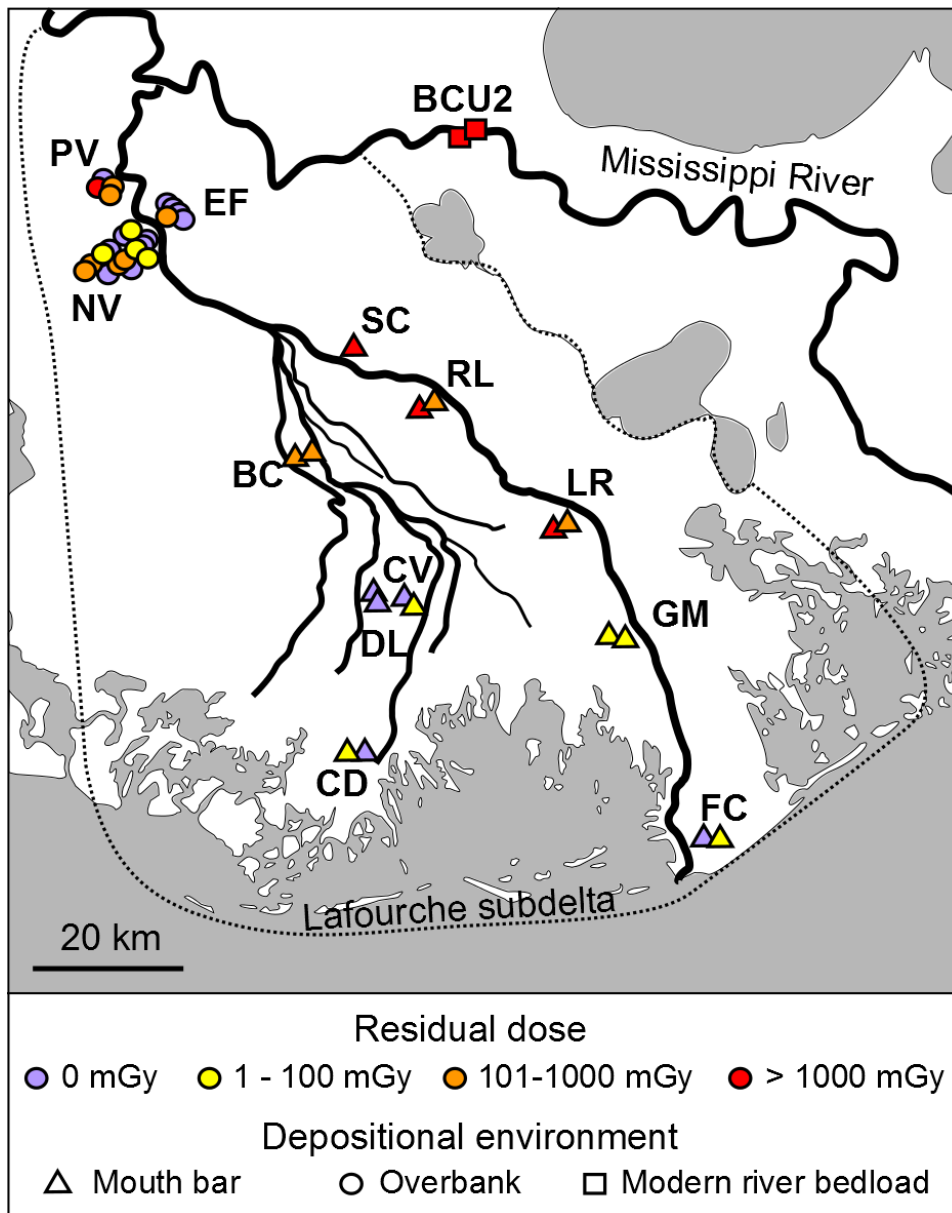 BCU2
Mississippi River
PV
EF
NV
SC
RL
BC
LR
CV
DL
GM
CD
FC
Lafourche subdelta
20 km
Residual dose
0 mGy
1 - 100 mGy
101-1000 mGy
> 1000 mGy
Depositional environment
Mouth bar
Overbank
Modern river bedload